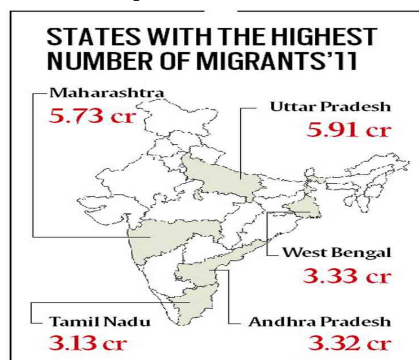 STATES WITH THE HIGHEST
NUMBER OF MIGRANTS'11
Maharashtra
5.73 cr
Uttar Pradesh
5.91 cr
West Bengal
3.33 cr
Tamil Nadu
3.13 cr
Andhra Pradesh
3.32 cr